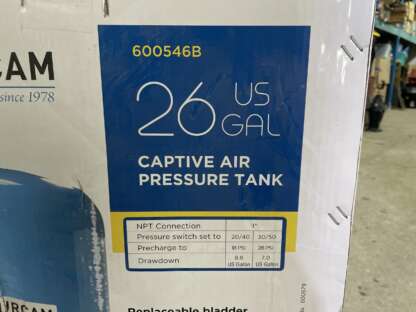 600546B
26 US GAL
CAPTIVE AIR
PRESSURE TANK
NPT Connection 1"
Pressure switch set to 20/40 30/50
Precharge to 18 PSI 28 PSI
Drawdown 8.8 US Gallon 7.0 US Gallon
CAM
since 1978
URCAM
Replaceable bladder